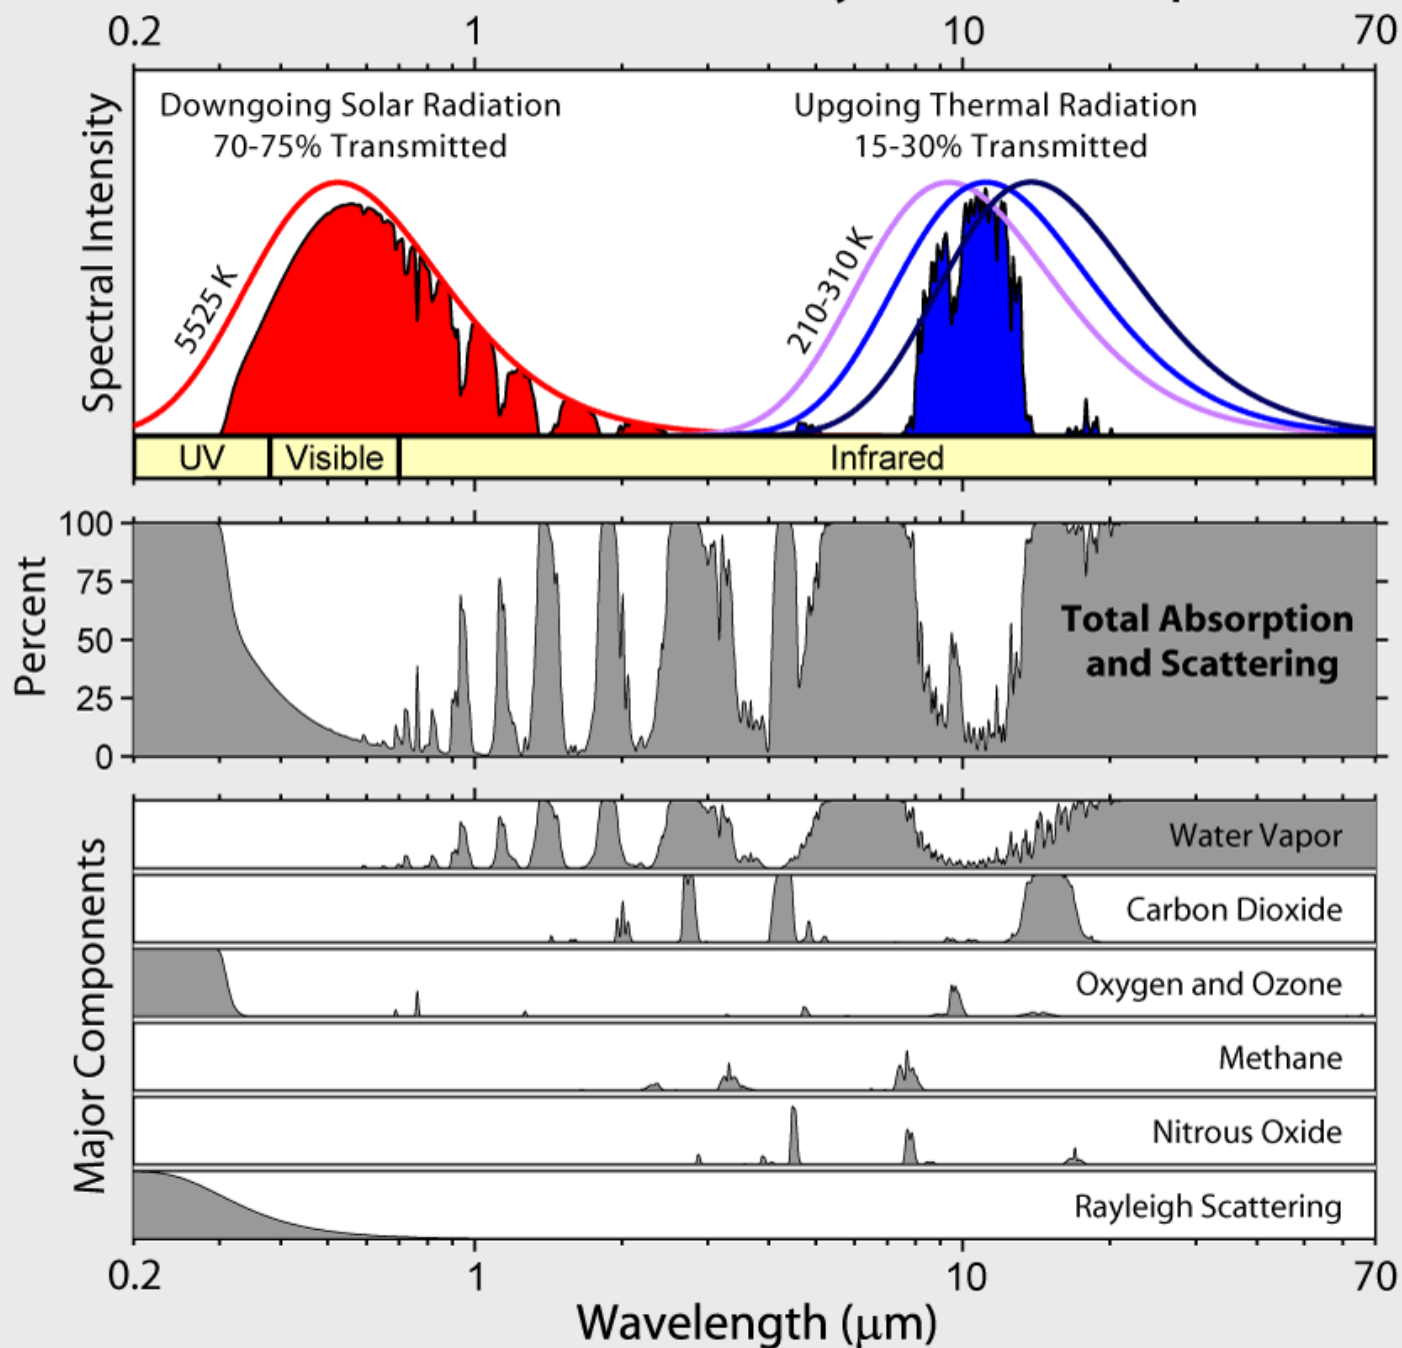 0.2 1 10 70
Downgoing Solar Radiation
70-75% Transmitted
Upgoing Thermal Radiation
15-30% Transmitted
Spectral Intensity
5525 K
210-310 K
UV Visible Infrared
Percent
100
75
50
25
0
Total Absorption
and Scattering
Major Components
Water Vapor
Carbon Dioxide
Oxygen and Ozone
Methane
Nitrous Oxide
Rayleigh Scattering
0.2 1 10 70
Wavelength (μm)